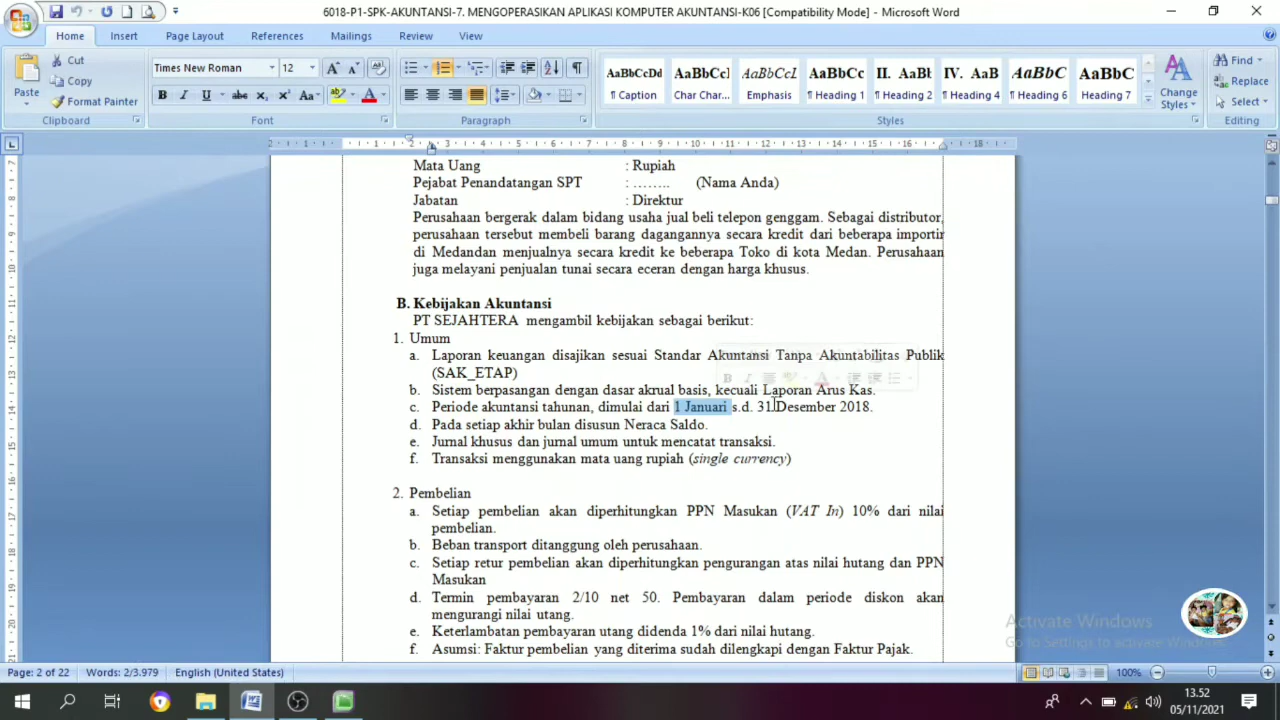 6018-P1-SPK-AKUNTANSI-7. MENGOPERASIKAN APLIKASI KOMPUTER AKUNTANSI-K06 [Compatibility Mode] - Microsoft Word
Home Insert Page Layout References Mailings Review View
Paste
Cut
Copy
Format Painter
Clipboard
Times New Roman 12
Font
Paragraph
AaBbCcDd AaBbCcI AaBbCcL AaBbCc II. AaBb IV. AaB AaBbC AaBbC
¶ Caption Char Char... Emphasis ¶ Heading 1 ¶ Heading 2 ¶ Heading 4 ¶ Heading 6 Heading 7
Change Styles
Styles
Find
Replace
Select
Editing
Mata Uang : Rupiah
Pejabat Penandatangan SPT : …….. (Nama Anda)
Jabatan : Direktur
Perusahaan bergerak dalam bidang usaha jual beli telepon genggam. Sebagai distributor,
perusahaan tersebut membeli barang dagangannya secara kredit dari beberapa importir
di Medandan menjualnya secara kredit ke beberapa Toko di kota Medan. Perusahaan
juga melayani penjualan tunai secara eceran dengan harga khusus.
B. Kebijakan Akuntansi
PT SEJAHTERA mengambil kebijakan sebagai berikut:
1. Umum
a. Laporan keuangan disajikan sesuai Standar Akuntansi Tanpa Akuntabilitas Publik
(SAK_ETAP)
b. Sistem berpasangan dengan dasar akrual basis, kecuali Laporan Arus Kas.
c. Periode akuntansi tahunan, dimulai dari 1 Januari s.d. 31 Desember 2018.
d. Pada setiap akhir bulan disusun Neraca Saldo.
e. Jurnal khusus dan jurnal umum untuk mencatat transaksi.
f. Transaksi menggunakan mata uang rupiah (single currency)
2. Pembelian
a. Setiap pembelian akan diperhitungkan PPN Masukan (VAT In) 10% dari nilai
pembelian.
b. Beban transport ditanggung oleh perusahaan.
c. Setiap retur pembelian akan diperhitungkan pengurangan atas nilai hutang dan PPN
Masukan
d. Termin pembayaran 2/10 net 50. Pembayaran dalam periode diskon akan
mengurangi nilai utang.
e. Keterlambatan pembayaran utang didenda 1% dari nilai hutang.
f. Asumsi: Faktur pembelian yang diterima sudah dilengkapi dengan Faktur Pajak.
Activate Windows
Go to Settings to activate Windows.
Page: 2 of 22 Words: 2/3.979 English (United States) 100%
13.52
05/11/2021